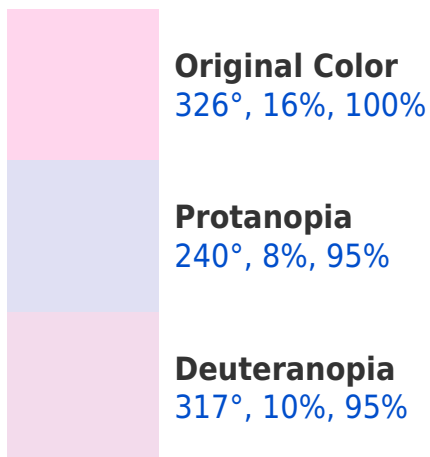 Original Color
326°, 16%, 100%
Protanopia
240°, 8%, 95%
Deuteranopia
317°, 10%, 95%